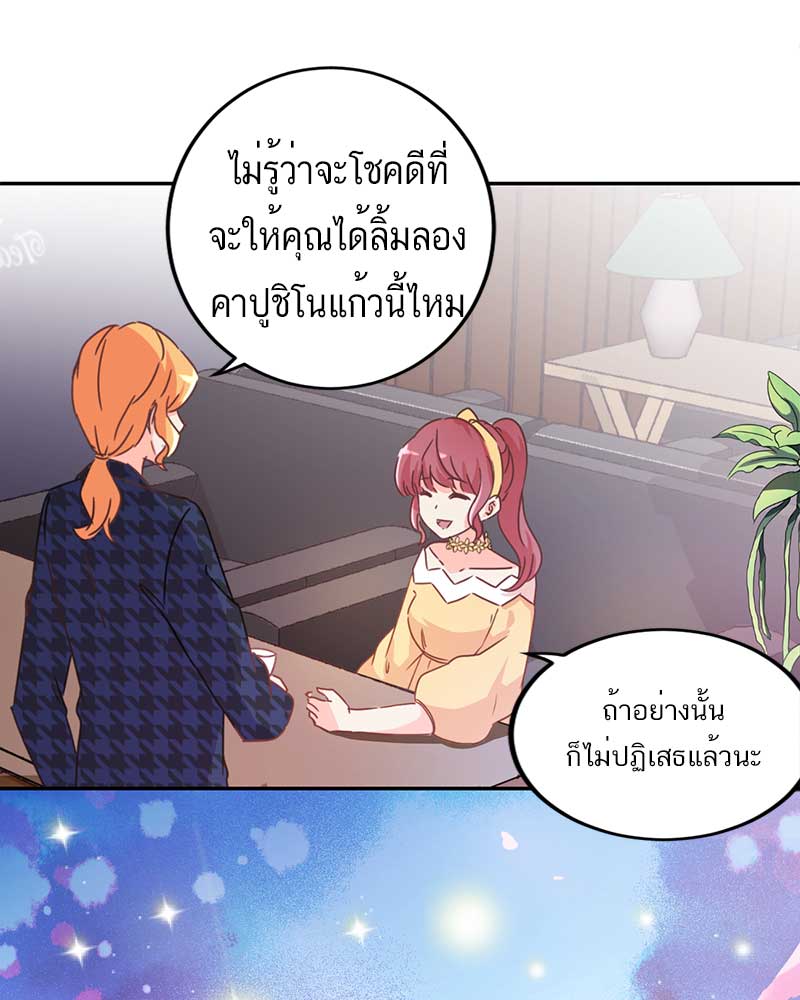 ไม่รู้ว่าจะโชคดีที่
จะให้คุณได้ลิ้มลอง
คาปูชิโนแก้วนี้ไหม
Tea
ถ้าอย่างนั้น
ก็ไม่ปฏิเสธแล้วนะ